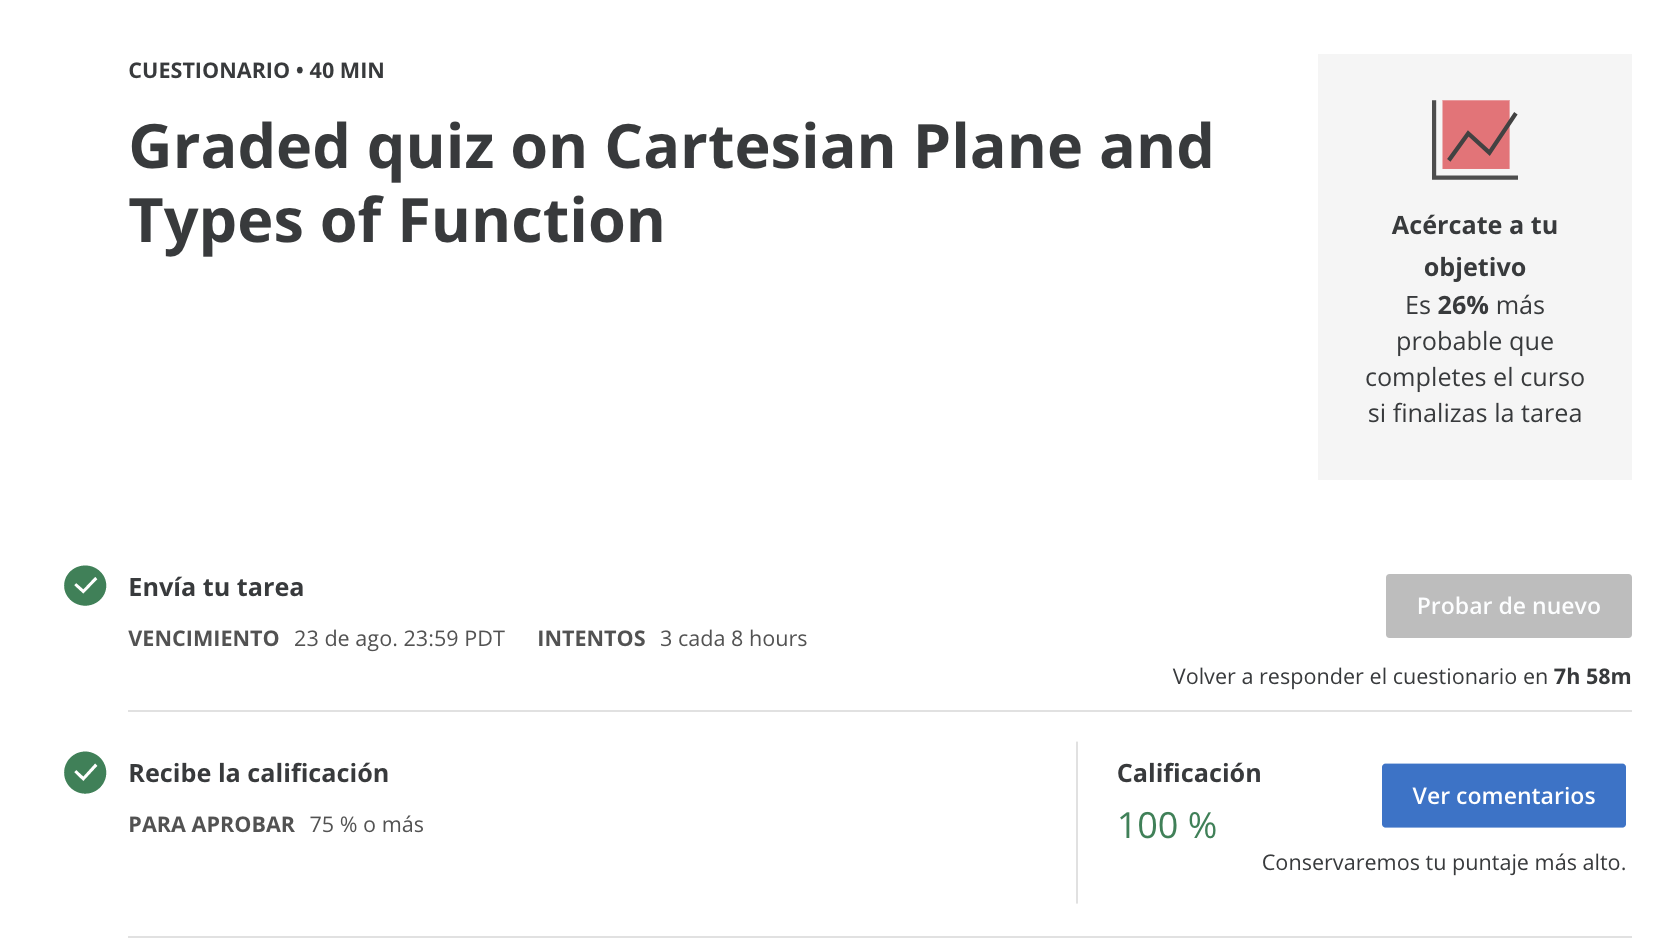 CUESTIONARIO • 40 MIN
Graded quiz on Cartesian Plane and
Types of Function
Acércate a tu
objetivo
Es 26% más
probable que
completes el curso
si finalizas la tarea
Envía tu tarea
VENCIMIENTO 23 de ago. 23:59 PDT INTENTOS 3 cada 8 hours
Probar de nuevo
Volver a responder el cuestionario en 7h 58m
Recibe la calificación
PARA APROBAR 75 % o más
Calificación
100 %
Ver comentarios
Conservaremos tu puntaje más alto.